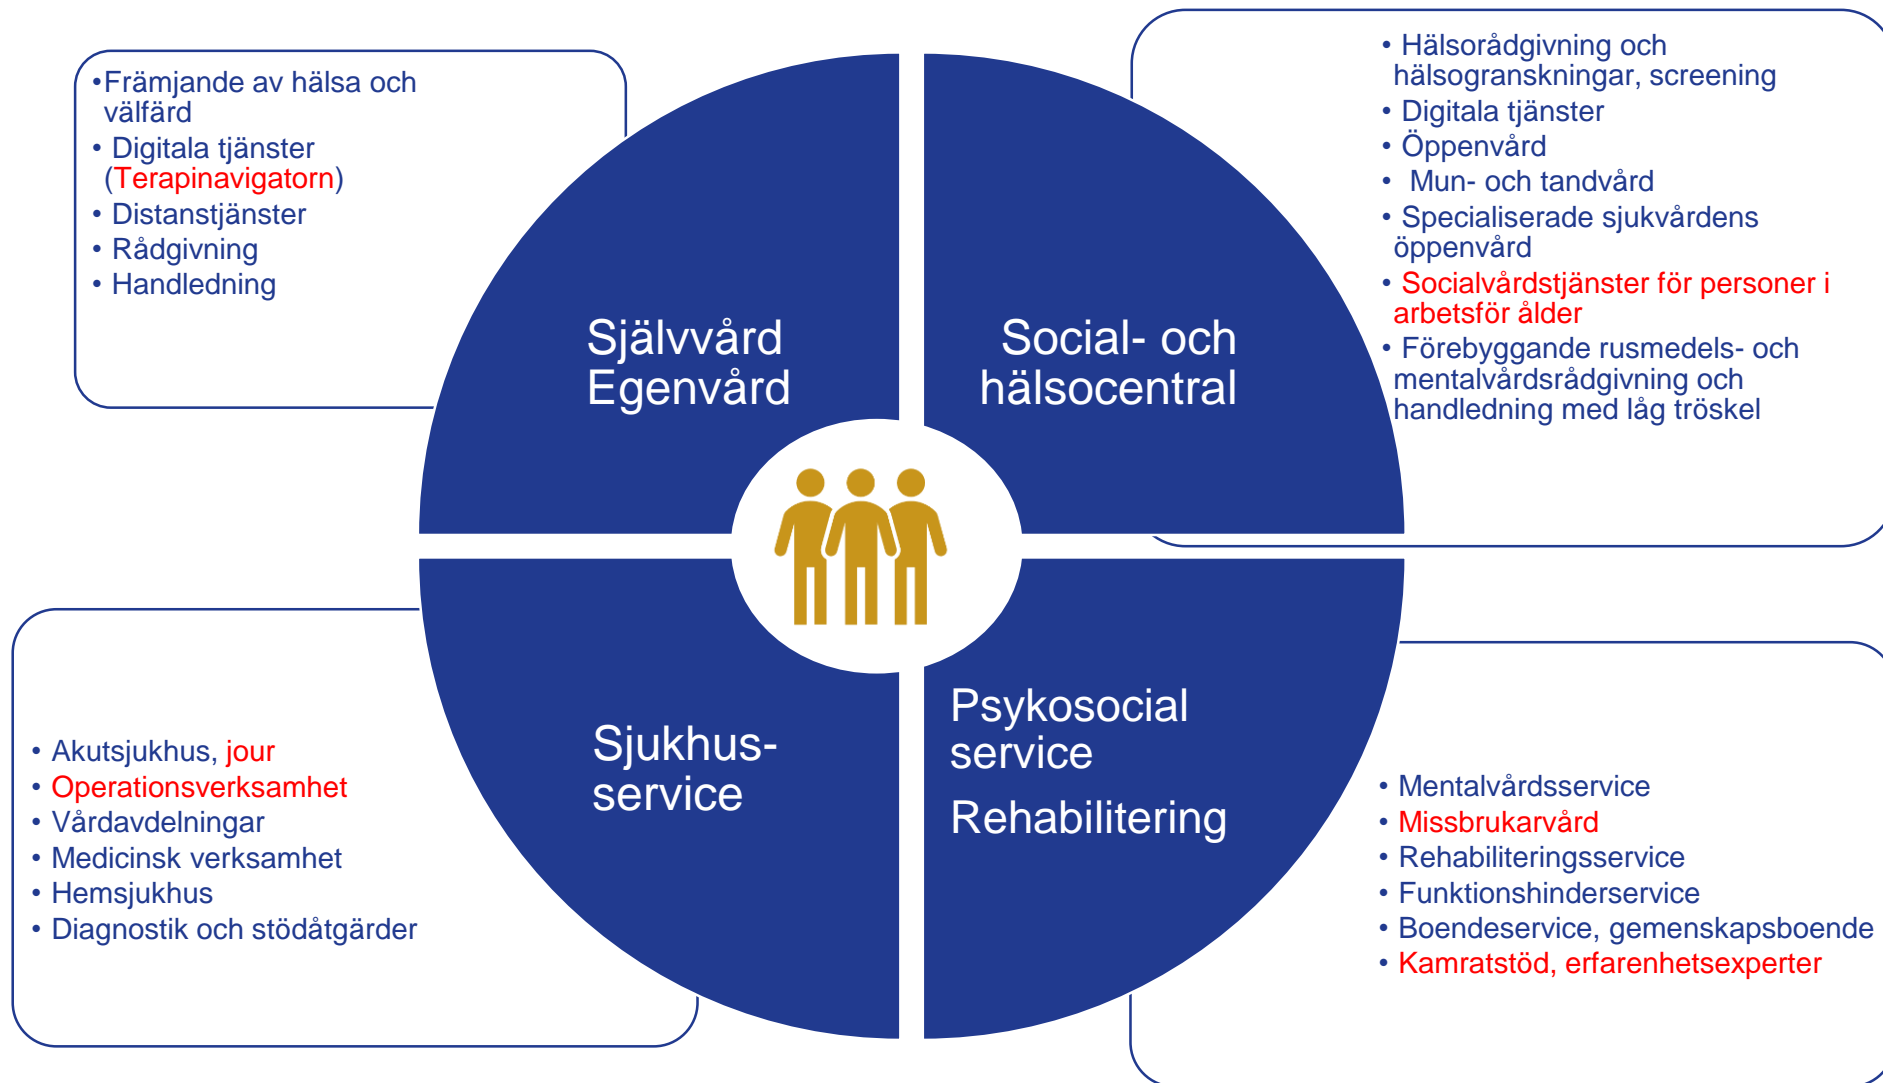 •Främjande av hälsa och
välfärd
• Digitala tjänster
(Terapinavigatorn)
• Distanstjänster
• Rådgivning
• Handledning
Självvård
Egenvård
Social- och
hälsocentral
• Hälsorådgivning och
hälsogranskningar, screening
• Digitala tjänster
• Öppenvård
• Mun- och tandvård
• Specialiserade sjukvårdens
öppenvård
• Socialvårdstjänster för personer i
arbetsför ålder
• Förebyggande rusmedels- och
mentalvårdsrådgivning och
handledning med låg tröskel
• Akutsjukhus, jour
• Operationsverksamhet
• Vårdavdelningar
• Medicinsk verksamhet
• Hemsjukhus
• Diagnostik och stödåtgärder
Sjukhus-
service
Psykosocial
service
Rehabilitering
• Mentalvårdsservice
• Missbrukarvård
• Rehabiliteringsservice
• Funktionshinderservice
• Boendeservice, gemenskapsboende
• Kamratstöd, erfarenhetsexperter